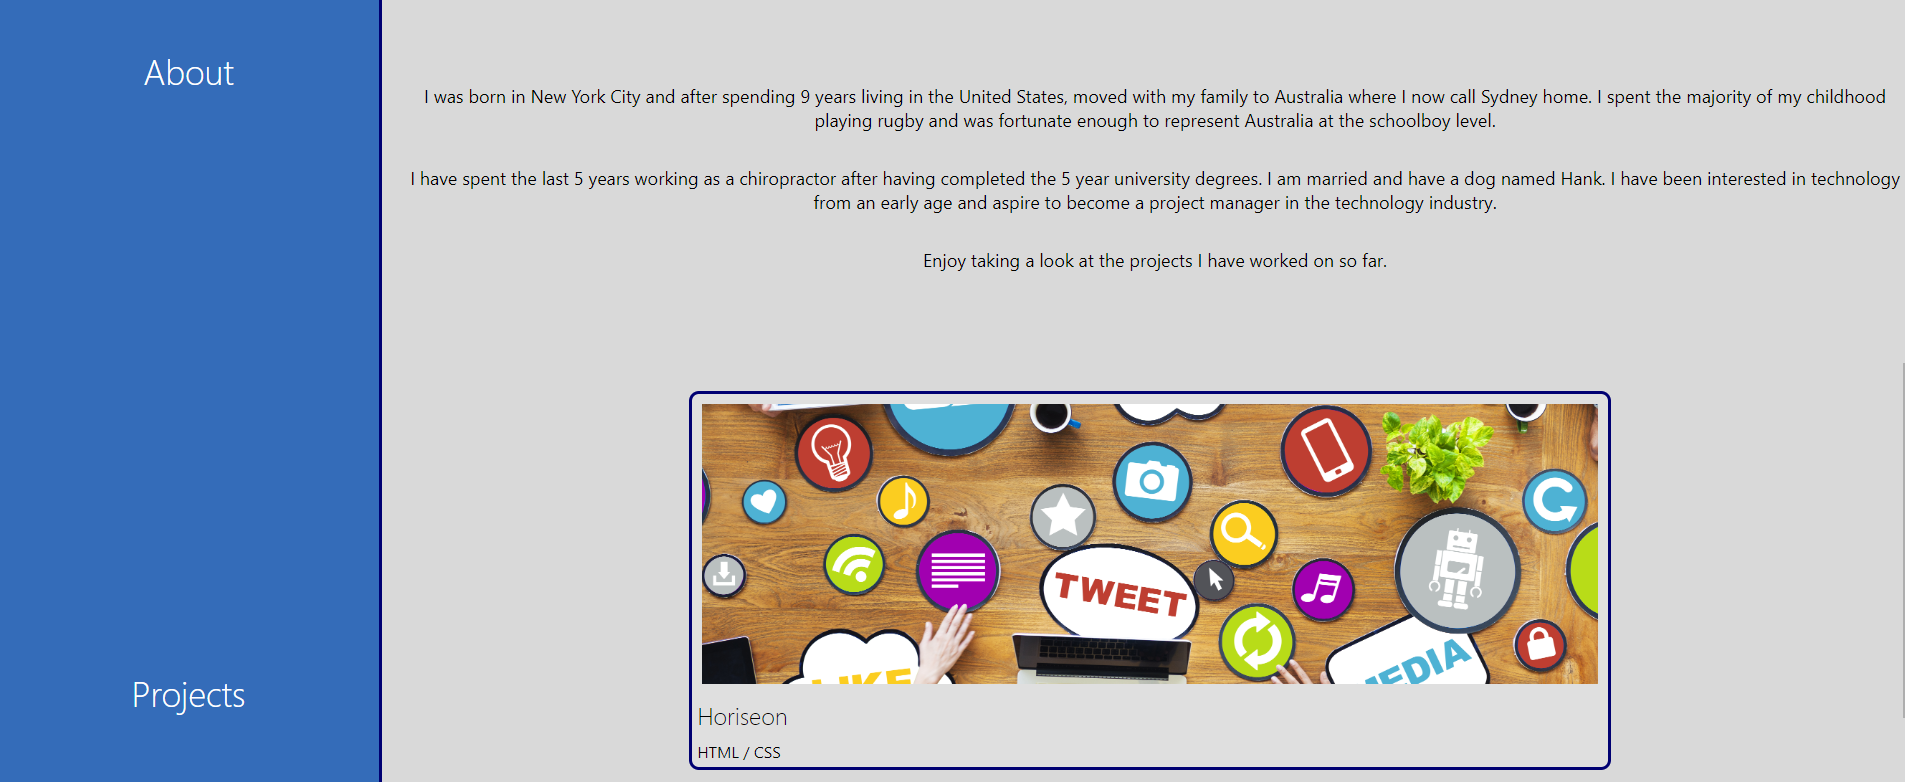 About
I was born in New York City and after spending 9 years living in the United States, moved with my family to Australia where I now call Sydney home. I spent the majority of my childhood
playing rugby and was fortunate enough to represent Australia at the schoolboy level.
I have spent the last 5 years working as a chiropractor after having completed the 5 year university degrees. I am married and have a dog named Hank. I have been interested in technology
from an early age and aspire to become a project manager in the technology industry.
Enjoy taking a look at the projects I have worked on so far.
Projects
TWEET
LIKE
MEDIA
Horiseon
HTML / CSS